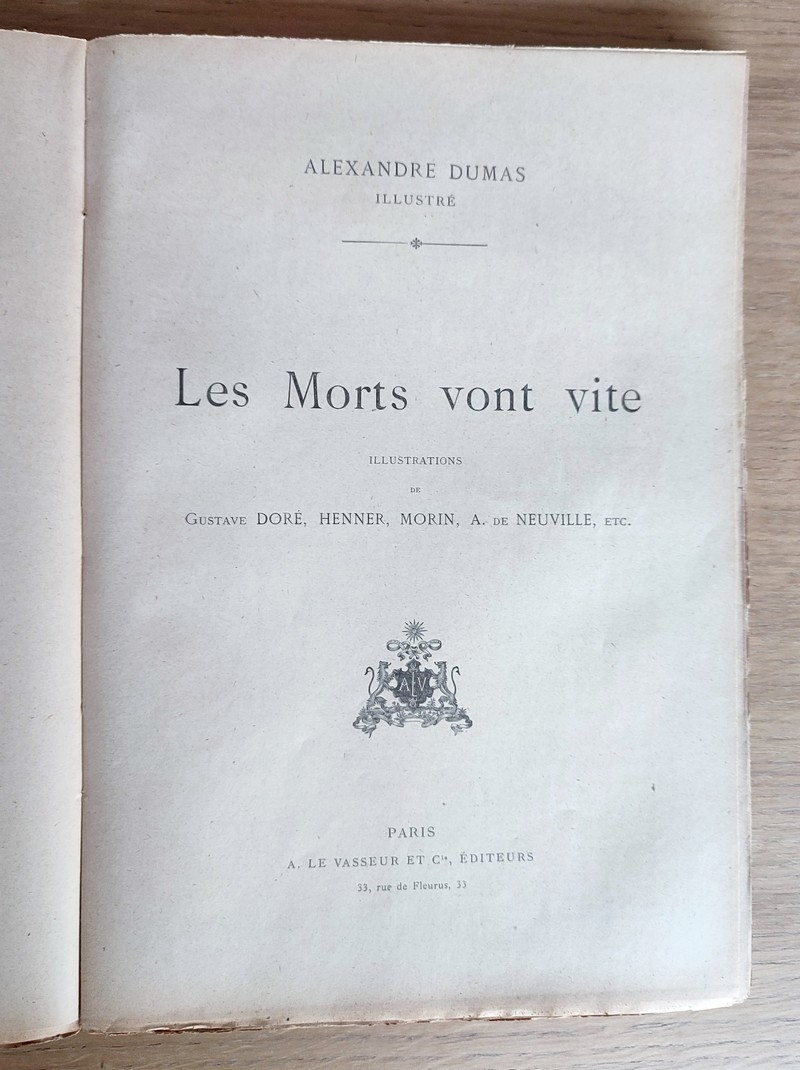 ALEXANDRE DUMAS
ILLUSTRÉ
Les Morts vont vite
ILLUSTRATIONS
DE
GUSTAVE DORÉ, HENNER, MORIN, A. DE NEUVILLE, ETC.
ALV
PARIS
A. LE VASSEUR ET Cie, ÉDITEURS
33, rue de Fleurus, 33